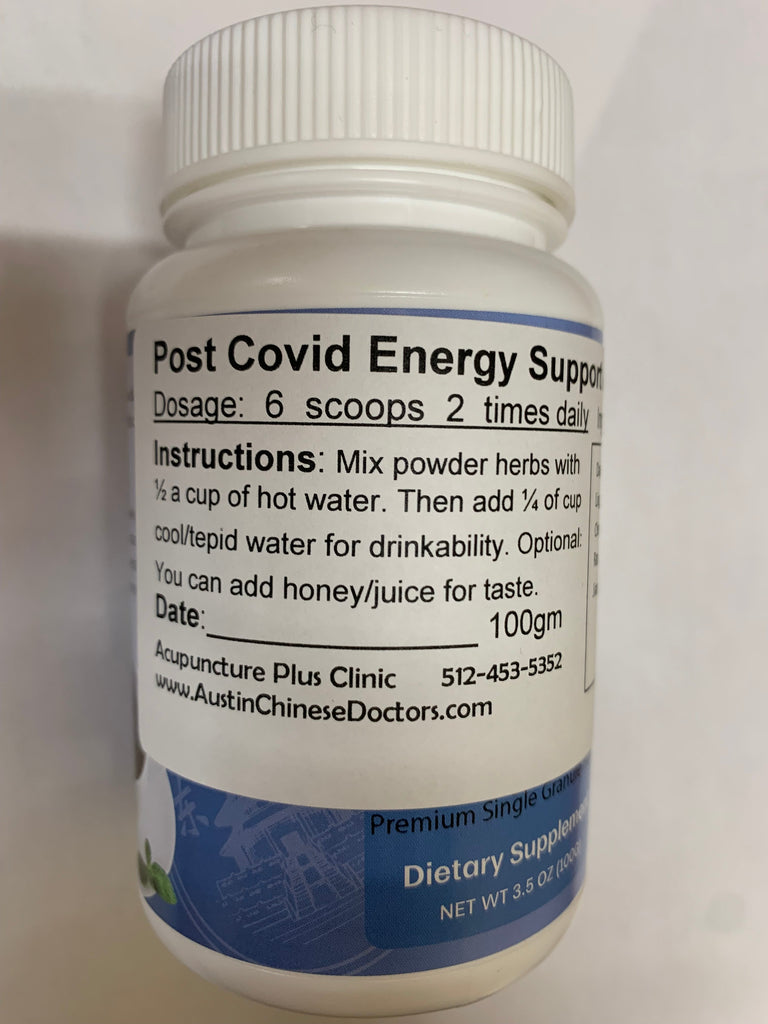 Post Covid Energy Support
Dosage: 6 scoops 2 times daily
Instructions: Mix powder herbs with
½ a cup of hot water. Then add ¼ of cup
cool/tepid water for drinkability. Optional:
You can add honey/juice for taste.
Date:____________________ 100gm
Acupuncture Plus Clinic 512-453-5352
www.AustinChineseDoctors.com
Premium Single Granule
Dietary Supplement
NET WT 3.5 OZ (100G)